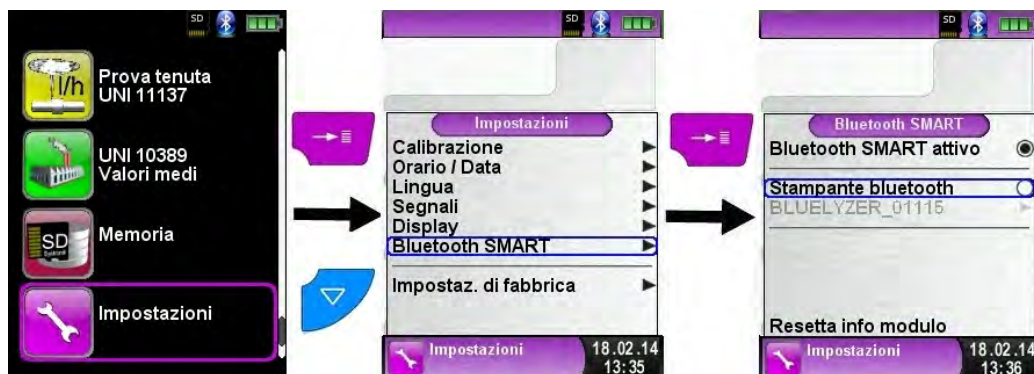 SD
l/h
Prova tenuta
UNI 11137
UNI 10389
Valori medi
SD
Memoria
Impostazioni
SD
Impostazioni
Calibrazione
Orario / Data
Lingua
Segnali
Display
Bluetooth SMART
Impostaz. di fabbrica
Impostazioni
18.02.14
13:35
SD
Bluetooth SMART
Bluetooth SMART attivo
Stampante bluetooth
BLUELYZER_01115
Resetta info modulo
Impostazioni
18.02.14
13:36